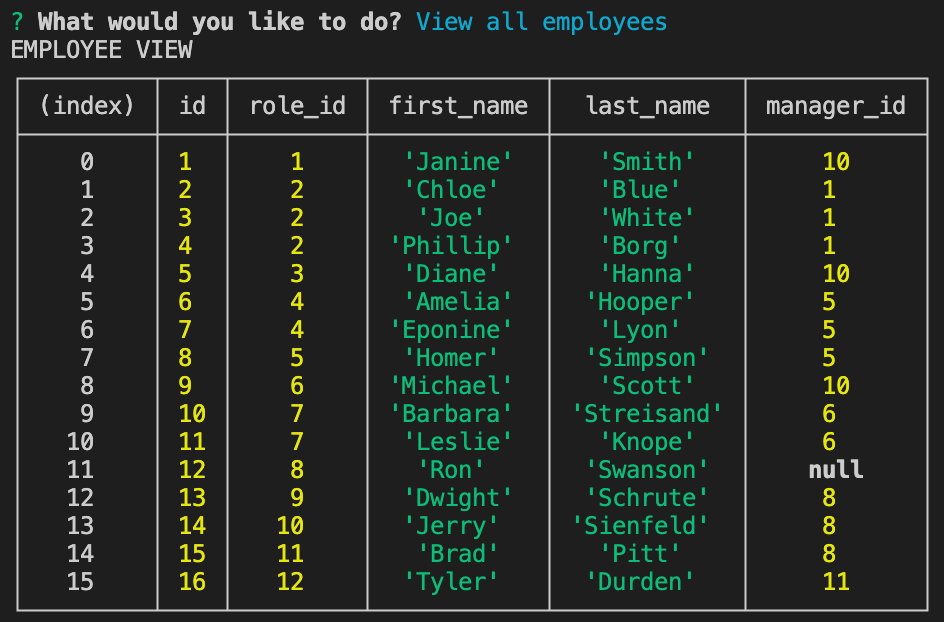 ? What would you like to do? View all employees
EMPLOYEE VIEW
(index) id role_id first_name last_name manager_id
0 1 1 'Janine' 'Smith' 10
1 2 2 'Chloe' 'Blue' 1
2 3 2 'Joe' 'White' 1
3 4 2 'Phillip' 'Borg' 1
4 5 3 'Diane' 'Hanna' 10
5 6 4 'Amelia' 'Hooper' 5
6 7 4 'Eponine' 'Lyon' 5
7 8 5 'Homer' 'Simpson' 5
8 9 6 'Michael' 'Scott' 10
9 10 7 'Barbara' 'Streisand' 6
10 11 7 'Leslie' 'Knope' 6
11 12 8 'Ron' 'Swanson' null
12 13 9 'Dwight' 'Schrute' 8
13 14 10 'Jerry' 'Sienfeld' 8
14 15 11 'Brad' 'Pitt' 8
15 16 12 'Tyler' 'Durden' 11